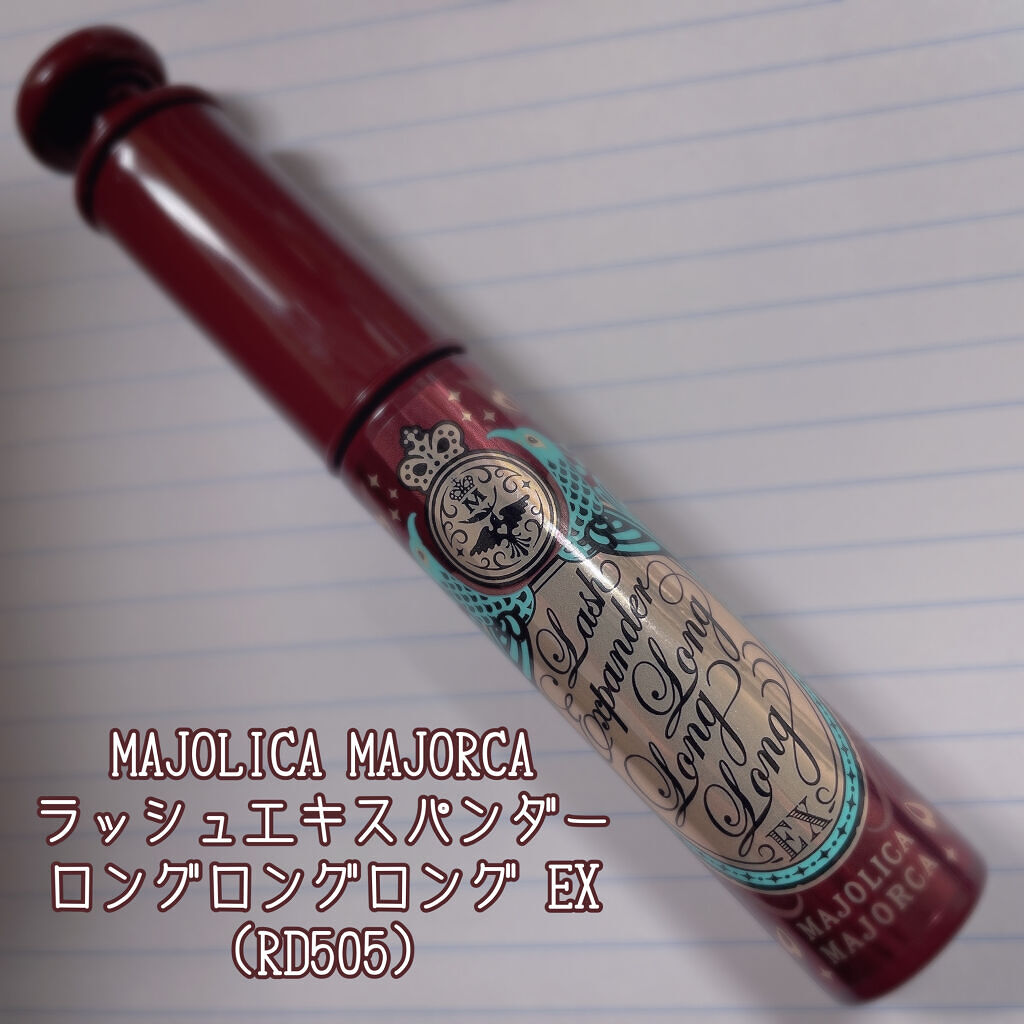 M
Lash
Expander
Long Long
Long
EX
MAJOLICA
MAJORCA
MAJOLICA MAJORCA
ラッシュエキスパンダー
ロングロングロング EX
(RD505)